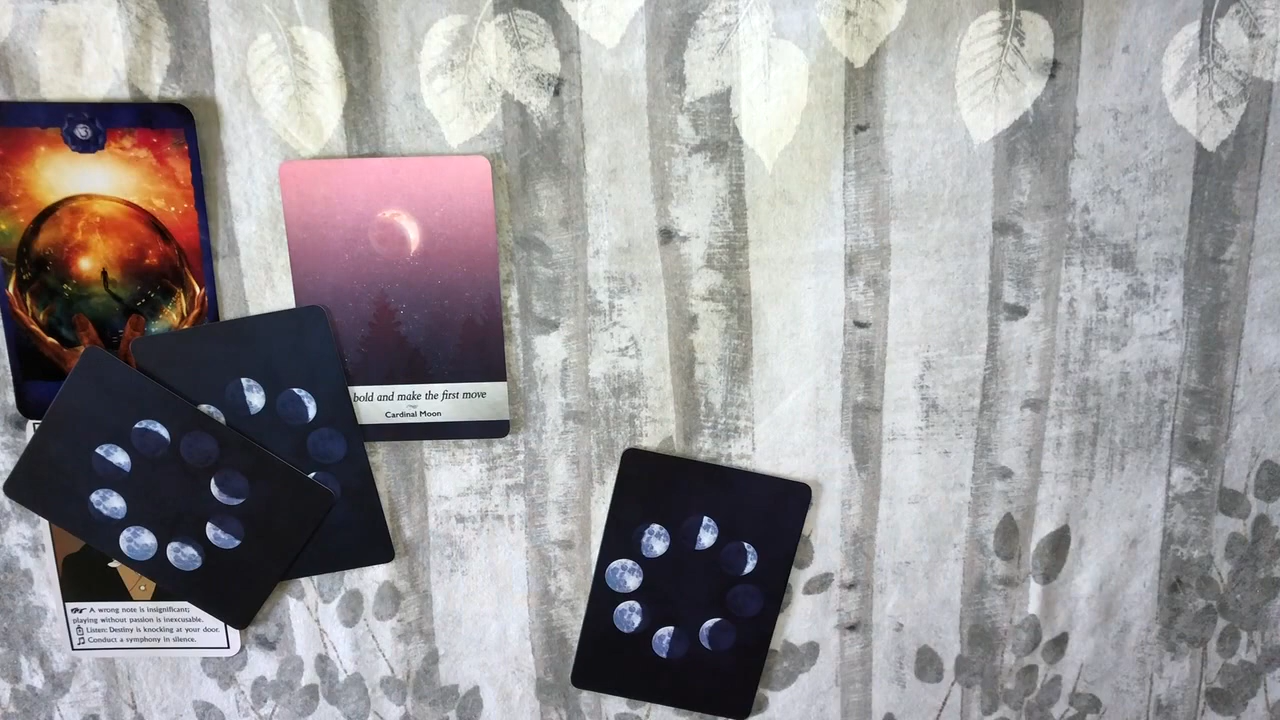 bold and make the first move
Cardinal Moon
A wrong note is insignificant;
playing without passion is inexcusable.
Listen: Destiny is knocking at your door.
Conduct a symphony in silence.